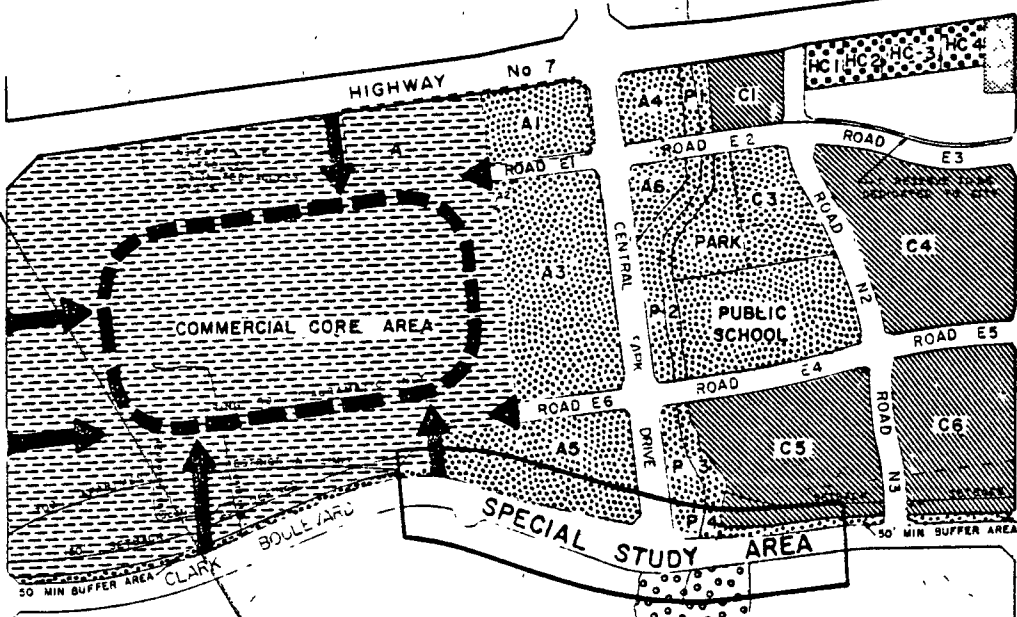 HIGHWAY No 7
HC1 HC2 HC-3 HC4
A4 P1 C1
A1
A
ROAD E1
ROAD E2
ROAD E3
A6
C3
ROAD N2
PARK
C4
CENTRAL PARK DRIVE
A3
P 2
PUBLIC
SCHOOL
COMMERCIAL CORE AREA
ROAD E4
ROAD E5
ROAD E6
ROAD N3
A5
P 3
C5
C6
P 4
SPECIAL STUDY AREA
CLARK BOULEVARD
50' MIN BUFFER AREA
50 MIN BUFFER AREA